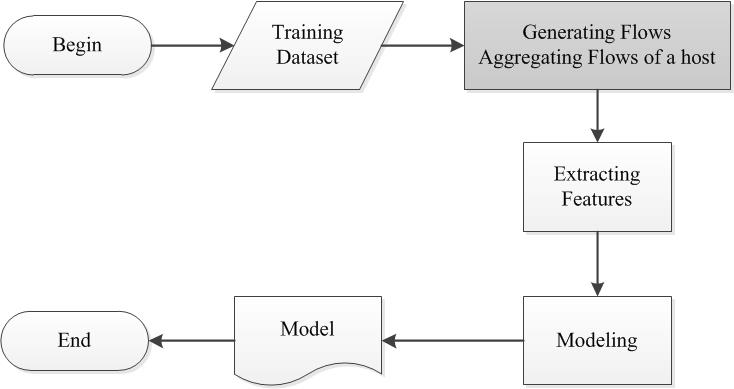 Begin
Training
Dataset
Generating Flows
Aggregating Flows of a host
Extracting
Features
Modeling
Model
End